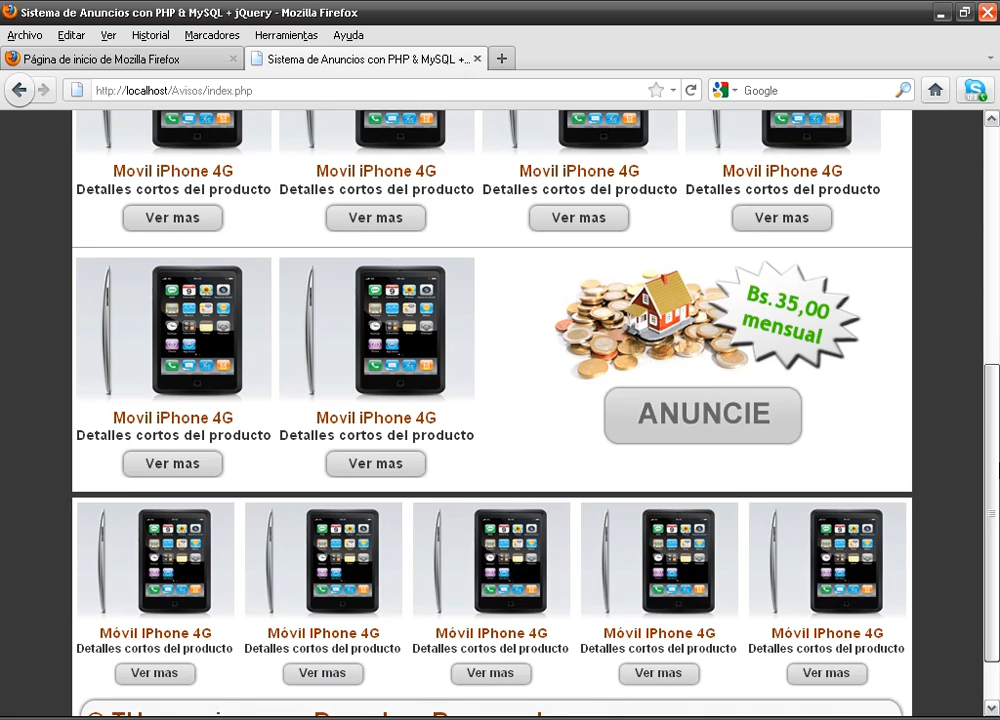 Sistema de Anuncios con PHP & MySQL + jQuery - Mozilla Firefox
Archivo Editar Ver Historial Marcadores Herramientas Ayuda
Página de inicio de Mozilla Firefox
Sistema de Anuncios con PHP & MySQL +...
http://localhost/Avisos/index.php
Google
Movil iPhone 4G Movil iPhone 4G Movil iPhone 4G Movil iPhone 4G
Detalles cortos del producto Detalles cortos del producto Detalles cortos del producto Detalles cortos del producto
Ver mas Ver mas Ver mas Ver mas
Bs. 35,00
mensual
ANUNCIE
Movil iPhone 4G Movil iPhone 4G
Detalles cortos del producto Detalles cortos del producto
Ver mas Ver mas
Móvil IPhone 4G Móvil IPhone 4G Móvil IPhone 4G Móvil IPhone 4G Móvil IPhone 4G
Detalles cortos del producto Detalles cortos del producto Detalles cortos del producto Detalles cortos del producto Detalles cortos del producto
Ver mas Ver mas Ver mas Ver mas Ver mas